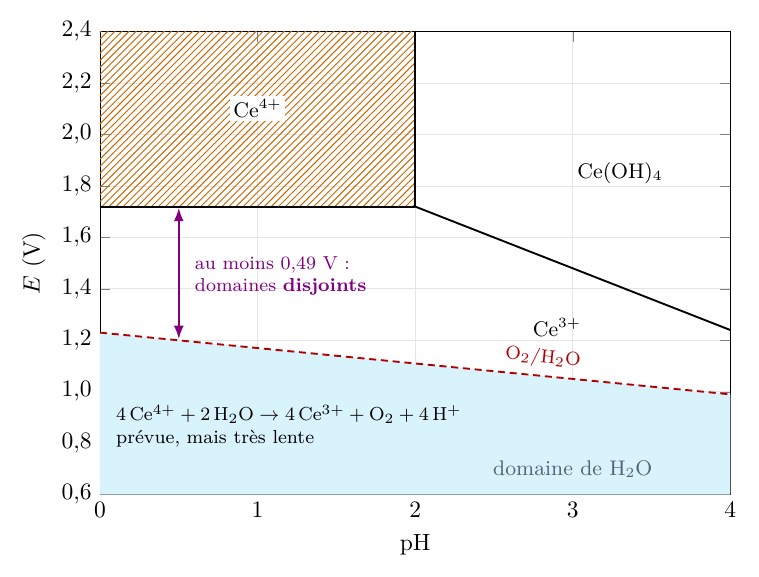 2,4
2,2
2,0
1,8
1,6
1,4
1,2
1,0
0,8
0,6
E (V)
Ce⁴⁺
Ce(OH)₄
au moins 0,49 V :
domaines disjoints
Ce³⁺
O₂/H₂O
4 Ce⁴⁺ + 2 H₂O → 4 Ce³⁺ + O₂ + 4 H⁺
prévue, mais très lente
domaine de H₂O
0 1 2 3 4
pH